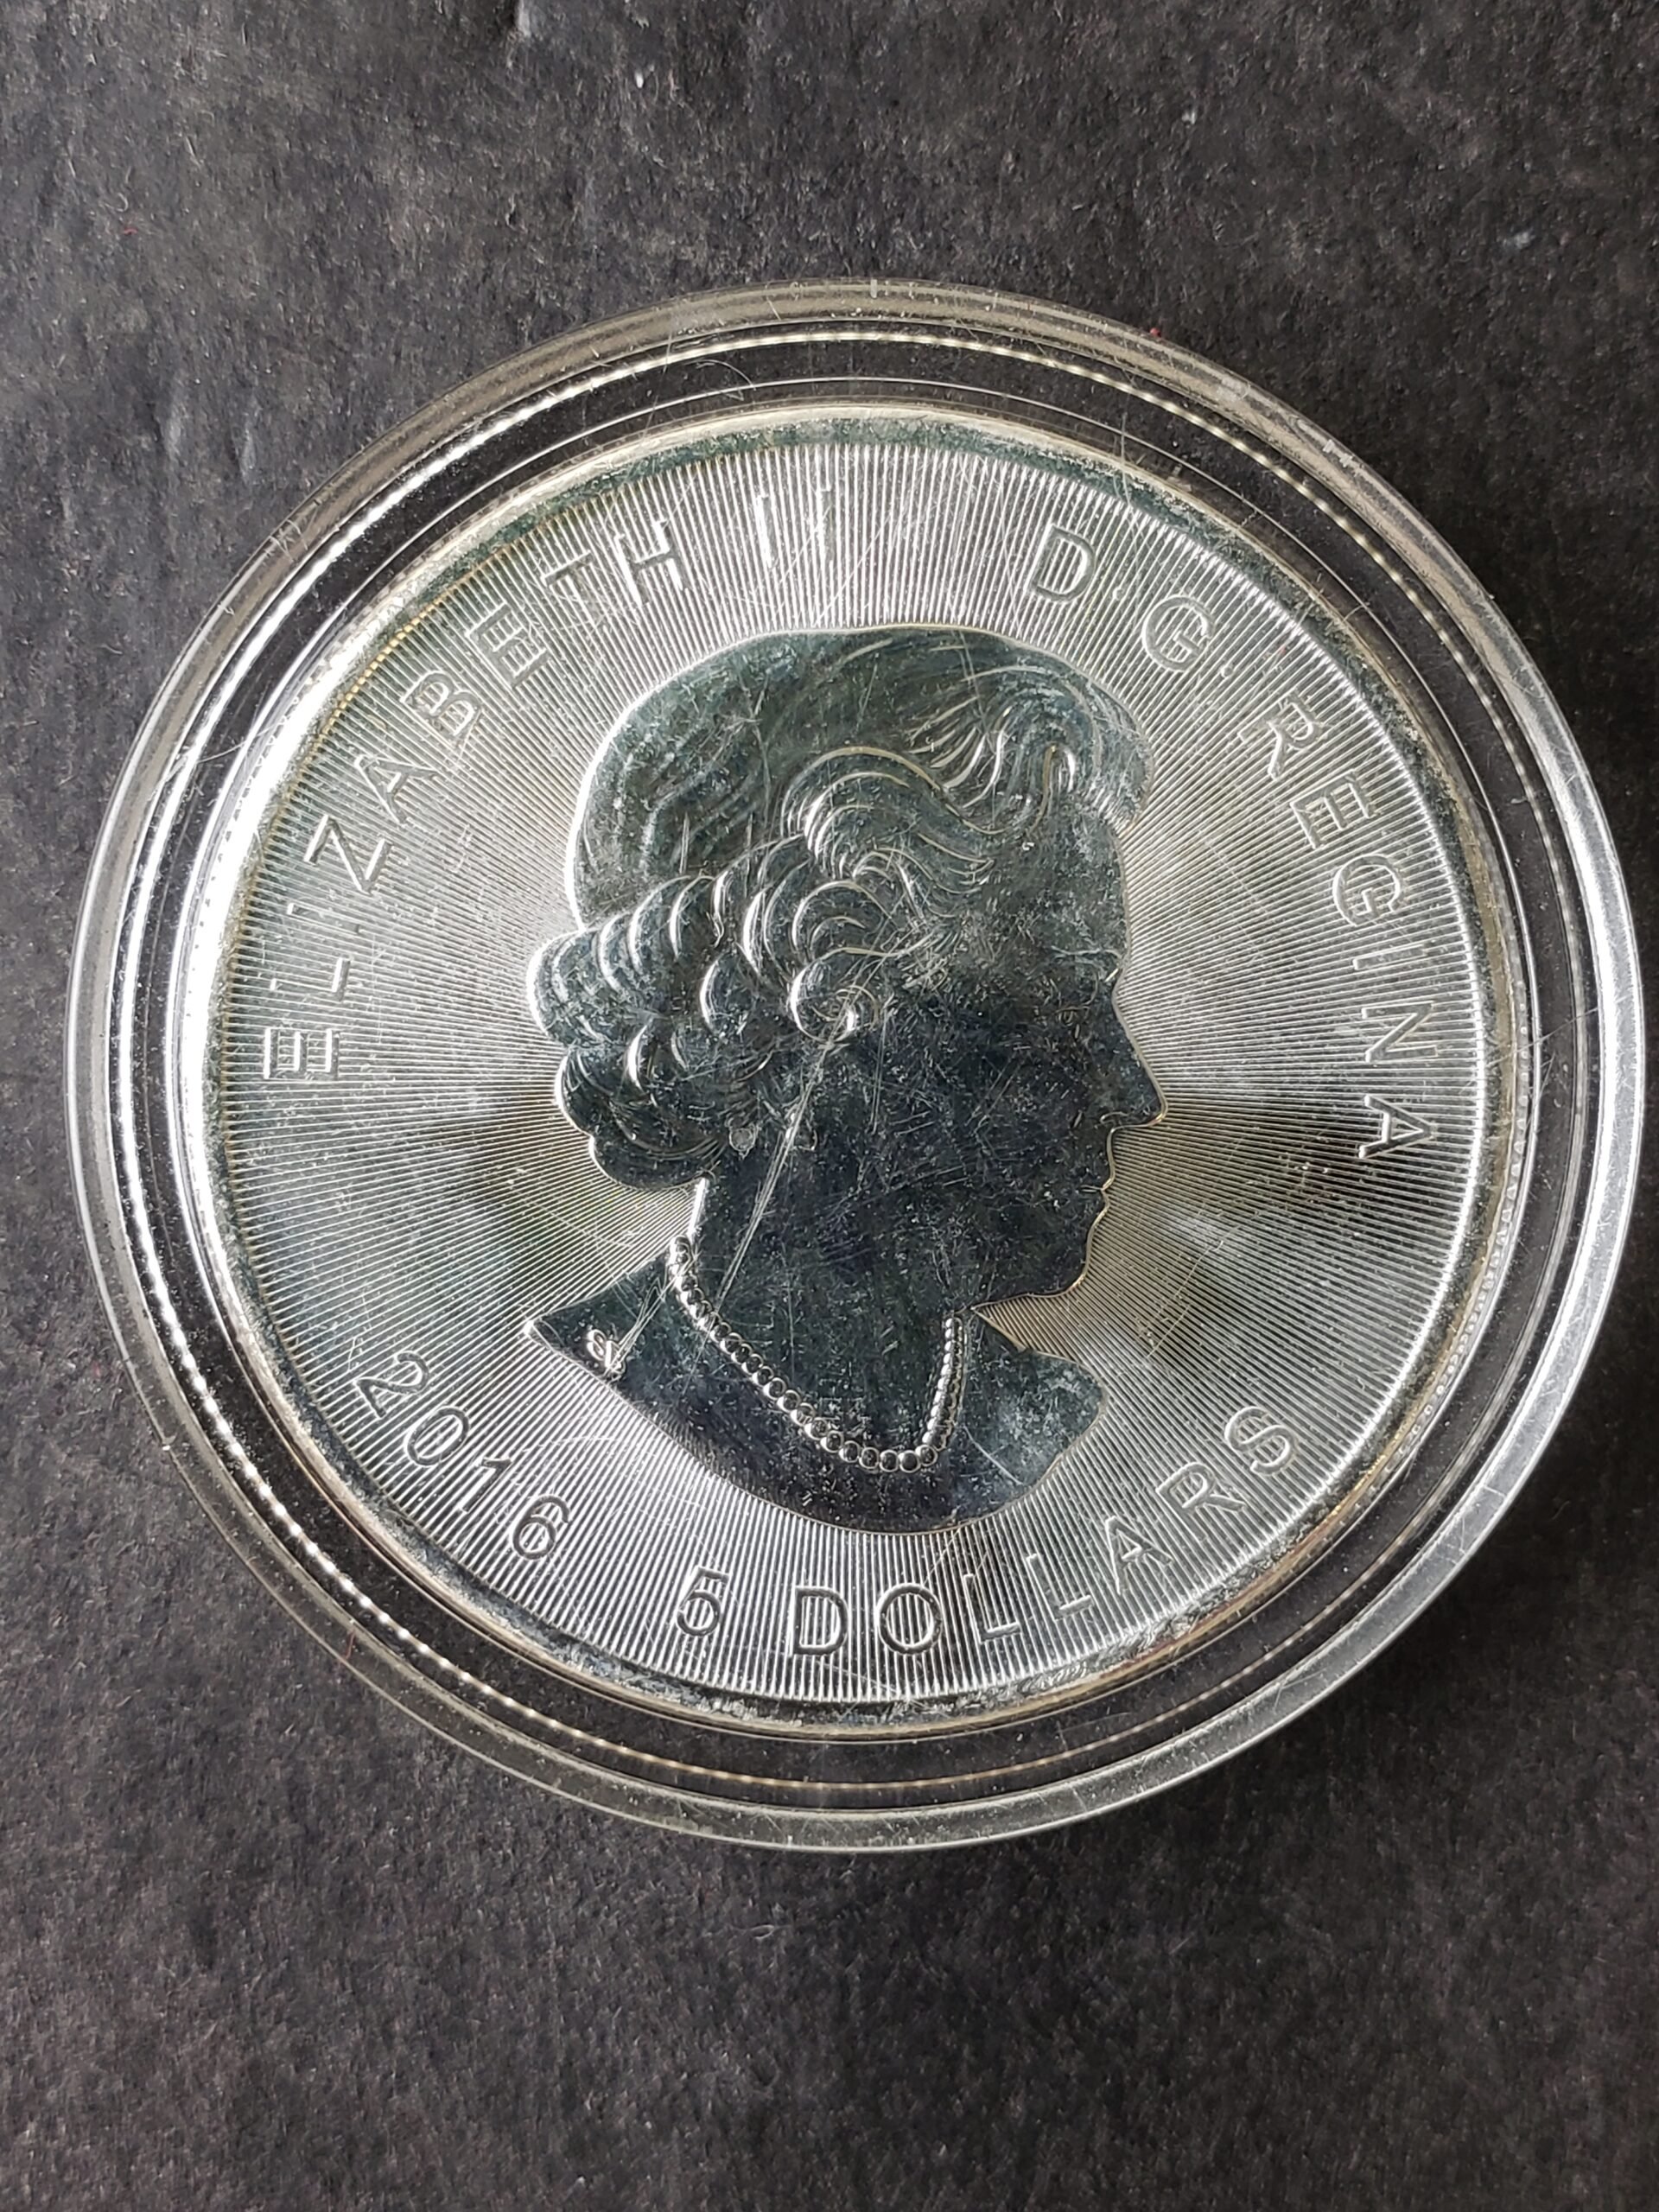 ELIZABETH II D·G·REGINA
2016 5 DOLLARS